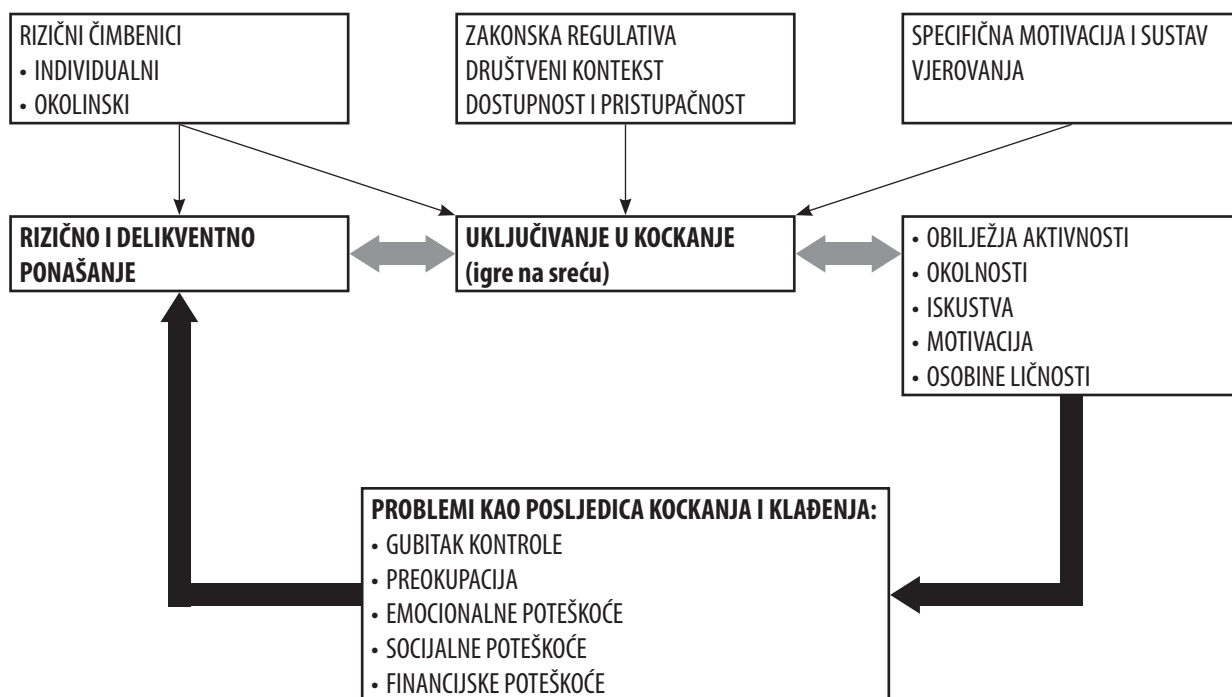 RIZIČNI ČIMBENICI
• INDIVIDUALNI
• OKOLINSKI
ZAKONSKA REGULATIVA
DRUŠTVENI KONTEKST
DOSTUPNOST I PRISTUPAČNOST
SPECIFIČNA MOTIVACIJA I SUSTAV
VJEROVANJA
RIZIČNO I DELIKVENTNO
PONAŠANJE
UKLJUČIVANJE U KOCKANJE
(igre na sreću)
• OBILJEŽJA AKTIVNOSTI
• OKOLNOSTI
• ISKUSTVA
• MOTIVACIJA
• OSOBINE LIČNOSTI
PROBLEMI KAO POSLJEDICA KOCKANJA I KLAĐENJA:
• GUBITAK KONTROLE
• PREOKUPACIJA
• EMOCIONALNE POTEŠKOĆE
• SOCIJALNE POTEŠKOĆE
• FINANCIJSKE POTEŠKOĆE